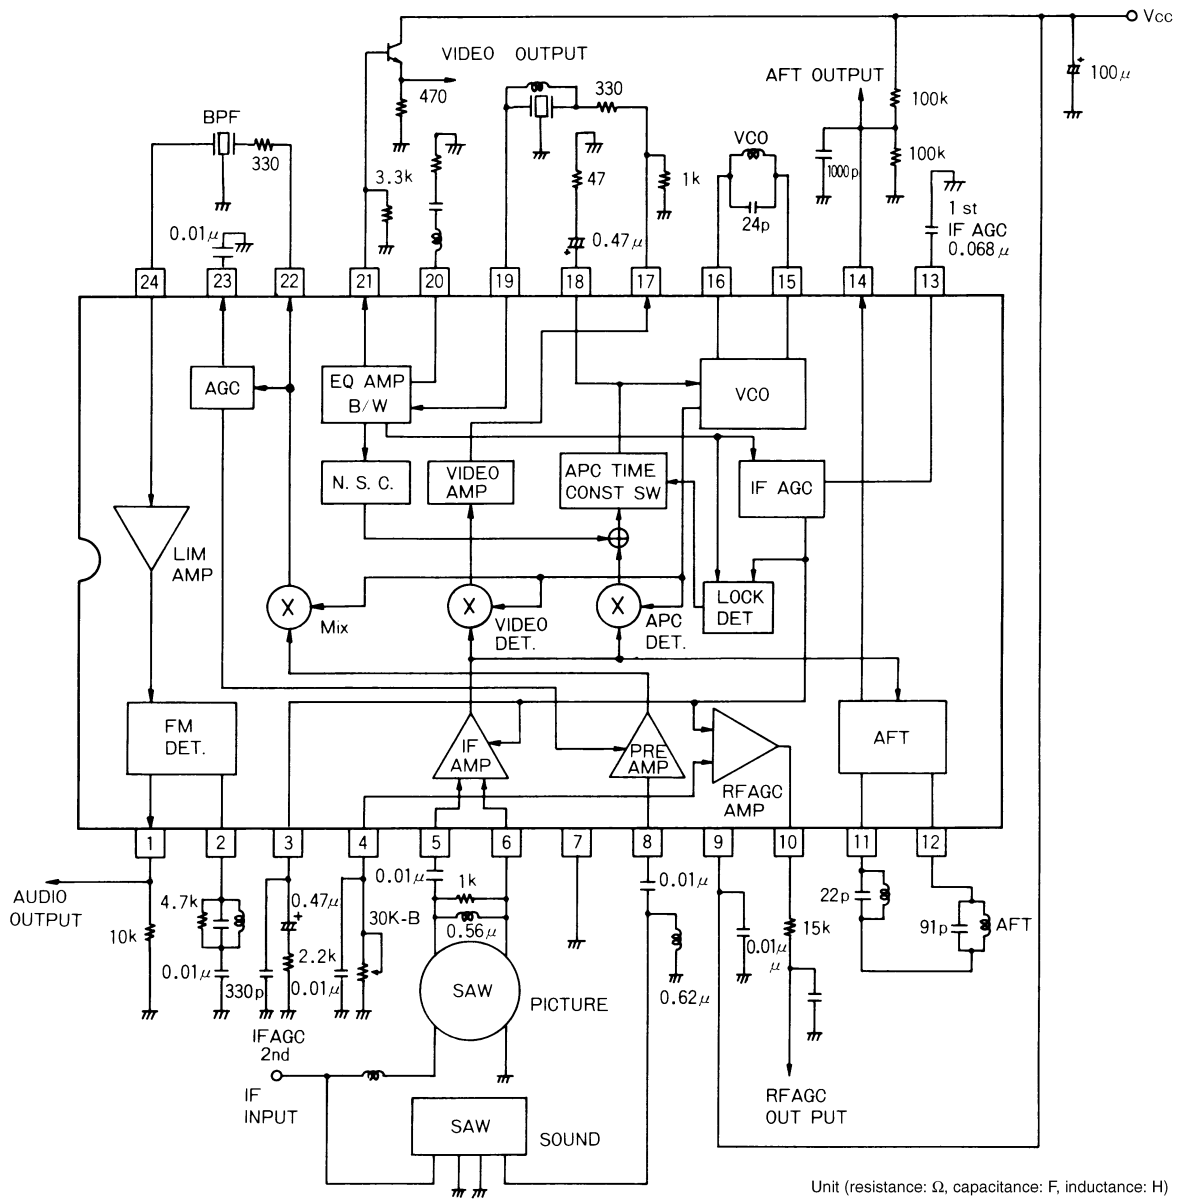 Vcc
VIDEO OUTPUT
AFT OUTPUT
100μ
470
330
100k
BPF
VCO
330
3.3k
47
1k
1000p
100k
0.01μ
24p
1 st
IF AGC
0.068μ
0.47μ
24
23
22
21
20
19
18
17
16
15
14
13
AGC
EQ AMP
B/W
VCO
N. S. C.
VIDEO
AMP
APC TIME
CONST SW
IF AGC
LIM
AMP
X
Mix
X
VIDEO
DET.
X
APC
DET.
LOCK
DET
FM
DET.
IF
AMP
PRE
AMP
RFAGC
AMP
AFT
1
2
3
4
5
6
7
8
9
10
11
12
AUDIO
OUTPUT
10k
4.7k
0.01μ
330p
0.47μ
2.2k
0.01μ
30K-B
0.01μ
1k
0.56μ
0.01μ
0.62μ
0.01μ
μ
15k
22p
91p
AFT
SAW
PICTURE
IFAGC
2nd
IF
INPUT
RFAGC
OUT PUT
SAW
SOUND
Unit (resistance: Ω, capacitance: F, inductance: H)